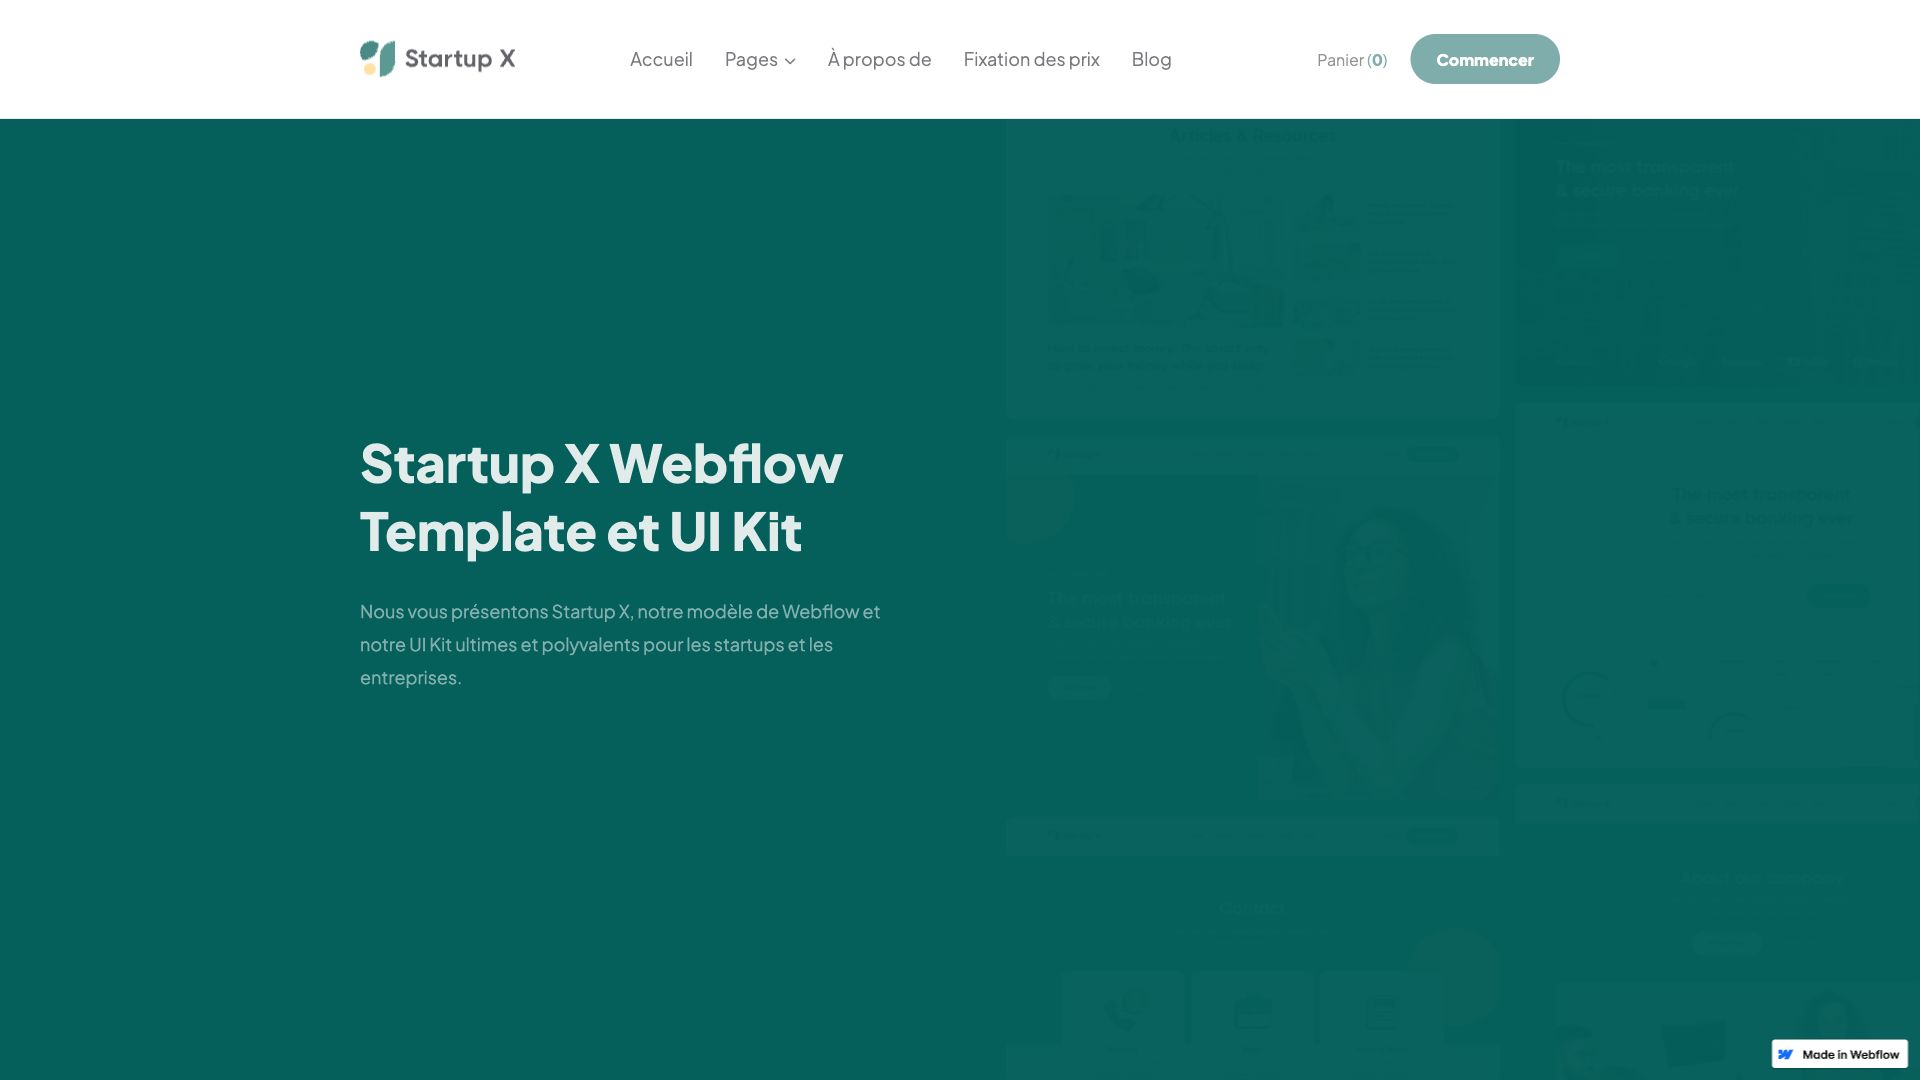 Startup X
Accueil
Pages
À propos de
Fixation des prix
Blog
Panier (0)
Commencer
Articles & Resources
The most transparent
& secure banking ever
Startup X Webflow
Template et UI Kit
Nous vous présentons Startup X, notre modèle de Webflow et
notre UI Kit ultimes et polyvalents pour les startups et les
entreprises.
The most transparent
& secure banking ever
The most transparent
& secure banking ever
About our company
Contact
Made in Webflow